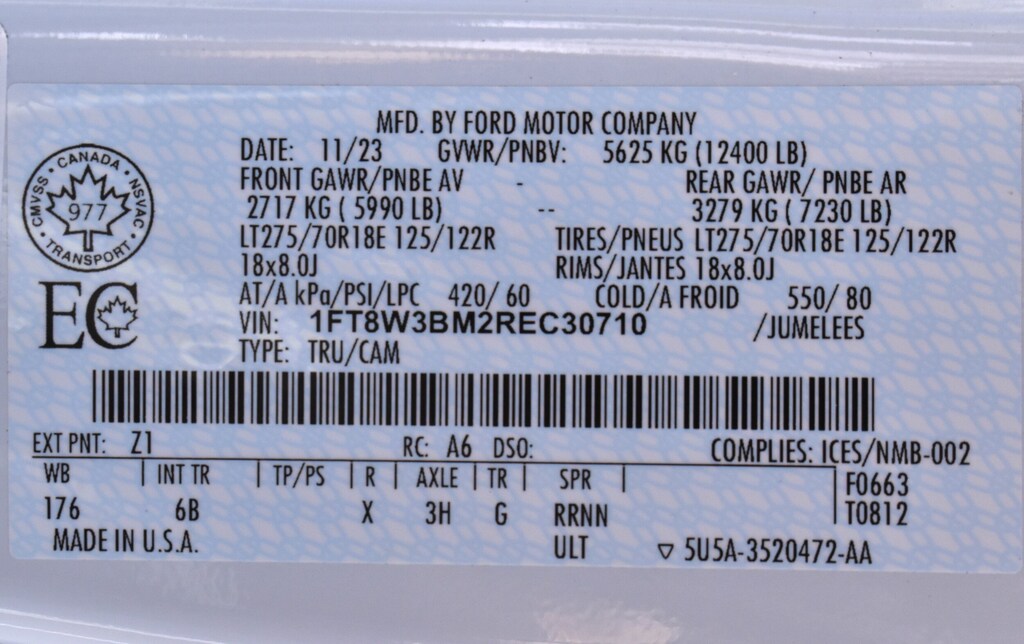 MFD. BY FORD MOTOR COMPANY
DATE: 11/23 GVWR/PNBV: 5625 KG (12400 LB)
FRONT GAWR/PNBE AV - REAR GAWR/ PNBE AR
2717 KG ( 5990 LB) -- 3279 KG ( 7230 LB)
LT275/70R18E 125/122R TIRES/PNEUS LT275/70R18E 125/122R
18x8.0J RIMS/JANTES 18x8.0J
AT/A kPa/PSI/LPC 420/ 60 COLD/A FROID 550/ 80
VIN: 1FT8W3BM2REC30710 /JUMELEES
TYPE: TRU/CAM
CANADA
CMVSS 977 NSVAC
TRANSPORT
EC
EXT PNT: Z1 RC: A6 DSO: COMPLIES: ICES/NMB-002
WB | INT TR | TP/PS | R | AXLE | TR | SPR | F0663
176 6B X 3H G RRNN T0812
MADE IN U.S.A. ULT ▽ 5U5A-3520472-AA